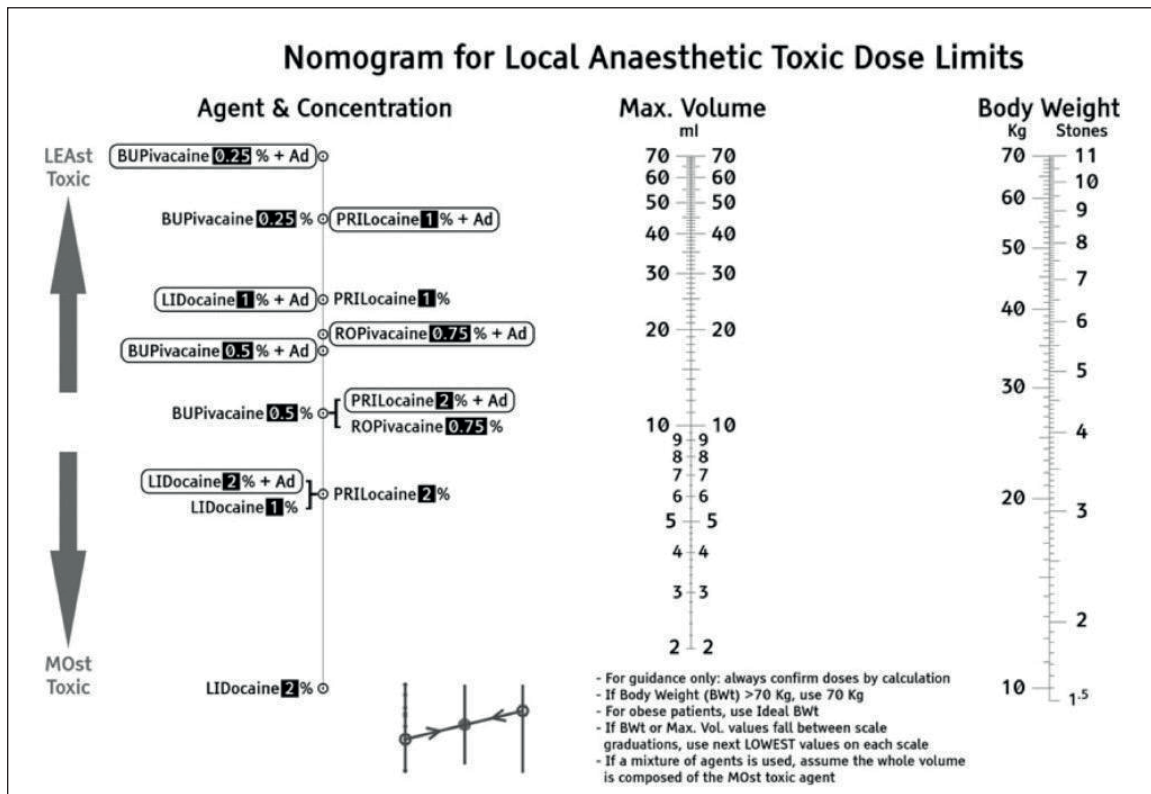 Nomogram for Local Anaesthetic Toxic Dose Limits
Agent & Concentration
LEAst
Toxic
BUPivacaine 0.25 % + Ad
BUPivacaine 0.25 %
PRILocaine 1 % + Ad
LIDocaine 1 % + Ad
PRILocaine 1 %
ROPivacaine 0.75 % + Ad
BUPivacaine 0.5 % + Ad
BUPivacaine 0.5 %
PRILocaine 2 % + Ad
ROPivacaine 0.75 %
LIDocaine 2 % + Ad
LIDocaine 1 %
PRILocaine 2 %
MOst
Toxic
LIDocaine 2 %
Max. Volume
ml
70 70
60 60
50 50
40 40
30 30
20 20
10 10
9 9
8 8
7 7
6 6
5 5
4 4
3 3
2 2
Body Weight
Kg Stones
70 11
10
60
9
8
50
7
40
6
5
30
4
20
3
2
10
1.5
- For guidance only: always confirm doses by calculation
- If Body Weight (BWt) >70 Kg, use 70 Kg
- For obese patients, use Ideal BWt
- If BWt or Max. Vol. values fall between scale
graduations, use next LOWEST values on each scale
- If a mixture of agents is used, assume the whole volume
is composed of the MOst toxic agent